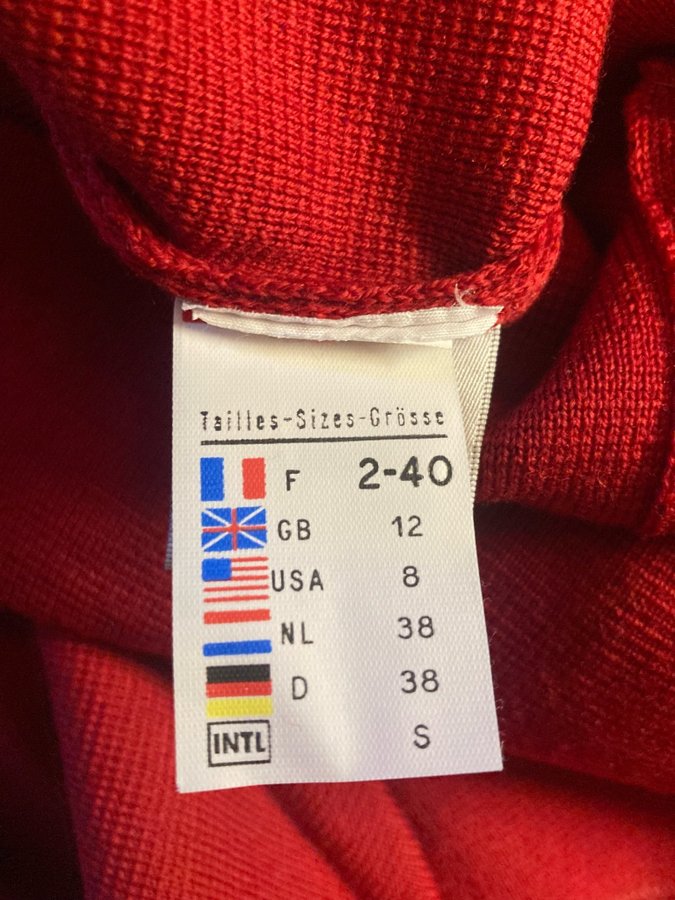 Tailles-Sizes-Grösse
F 2-40
GB 12
USA 8
NL 38
D 38
INTL S